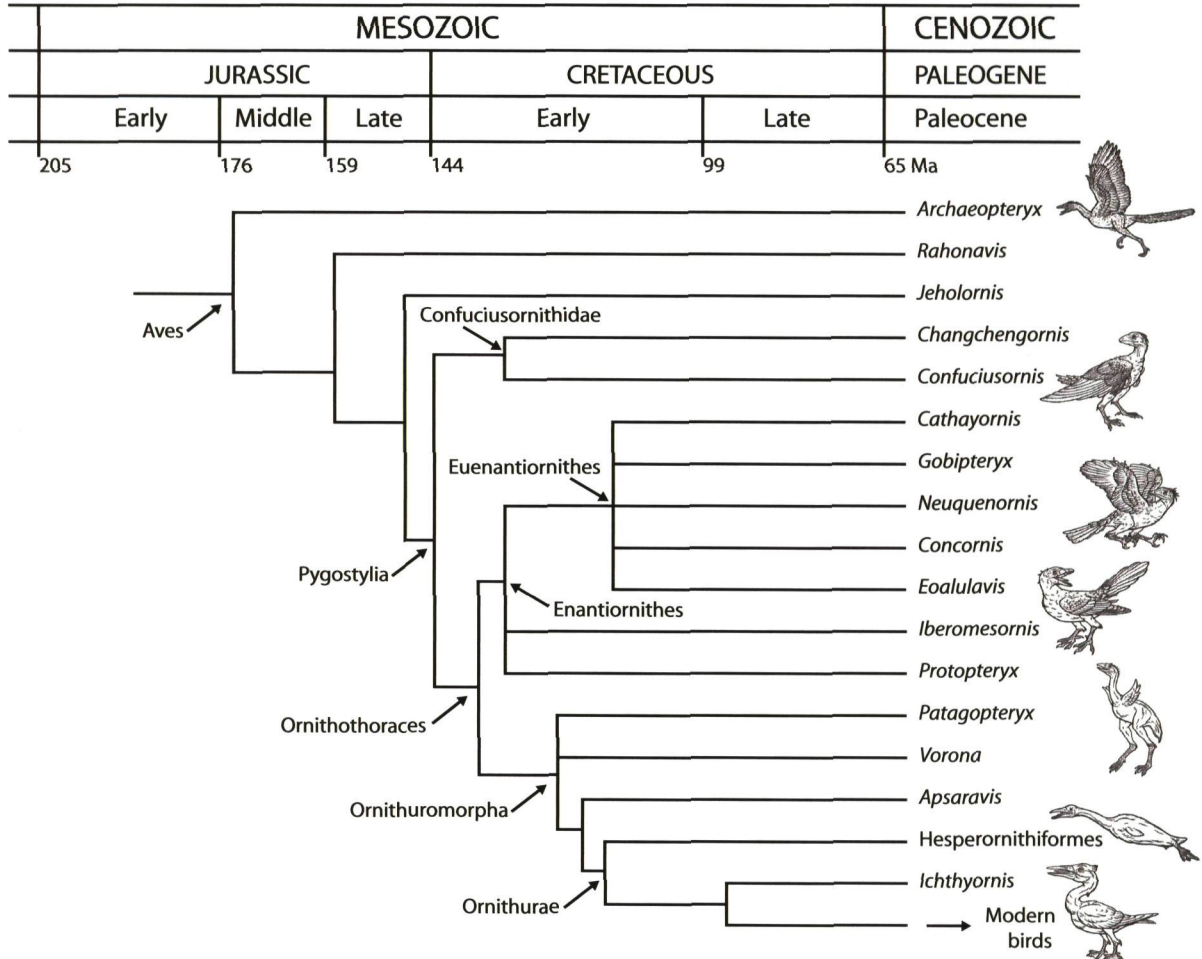 MESOZOIC CENOZOIC
JURASSIC CRETACEOUS PALEOGENE
Early Middle Late Early Late Paleocene
205 176 159 144 99 65 Ma
Archaeopteryx
Rahonavis
Jeholornis
Confuciusornithidae
Aves
Changchengornis
Confuciusornis
Cathayornis
Euenantiornithes
Gobipteryx
Neuquenornis
Concornis
Pygostylia
Eoalulavis
Enantiornithes
Iberomesornis
Protopteryx
Patagopteryx
Ornithothoraces
Vorona
Apsaravis
Ornithuromorpha
Hesperornithiformes
Ichthyornis
Ornithurae
Modern
birds